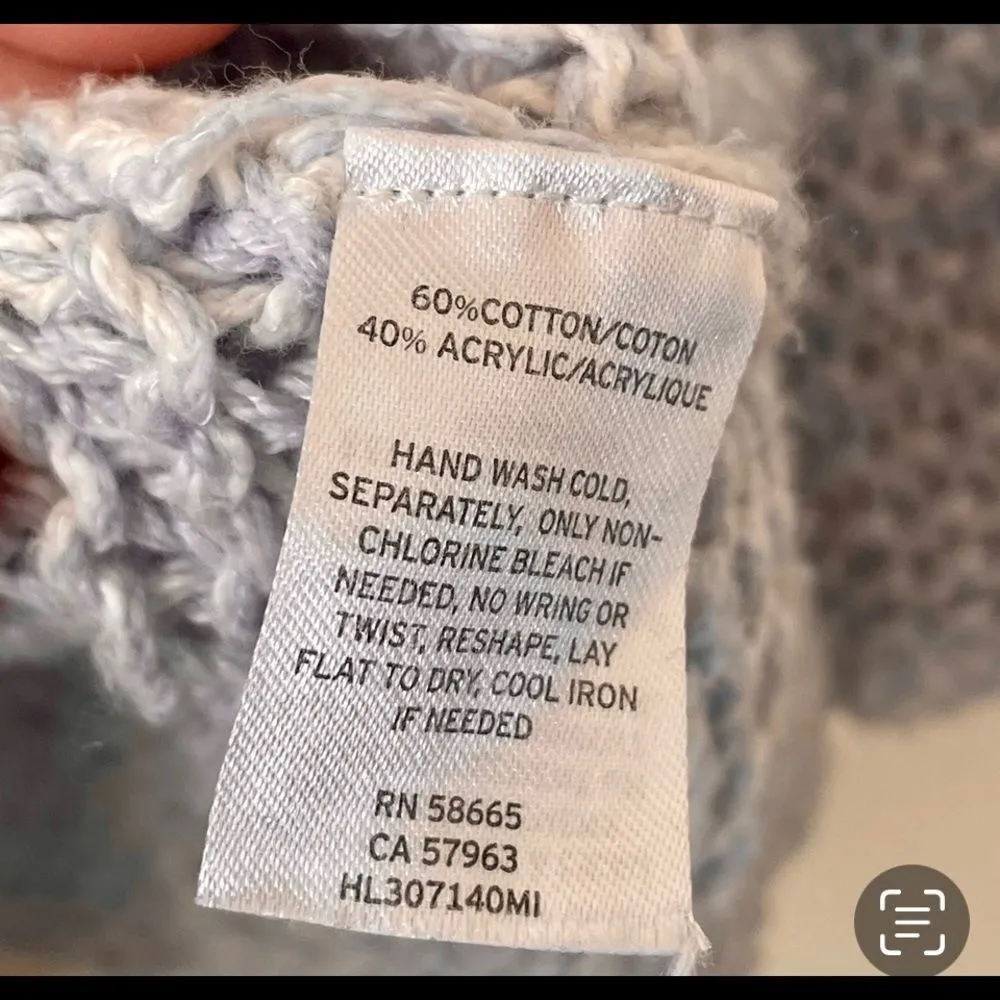 60%COTTON/COTON
40% ACRYLIC/ACRYLIQUE
HAND WASH COLD,
SEPARATELY, ONLY NON-
CHLORINE BLEACH IF
NEEDED, NO WRING OR
TWIST, RESHAPE, LAY
FLAT TO DRY, COOL IRON
IF NEEDED
RN 58665
CA 57963
HL307140MI